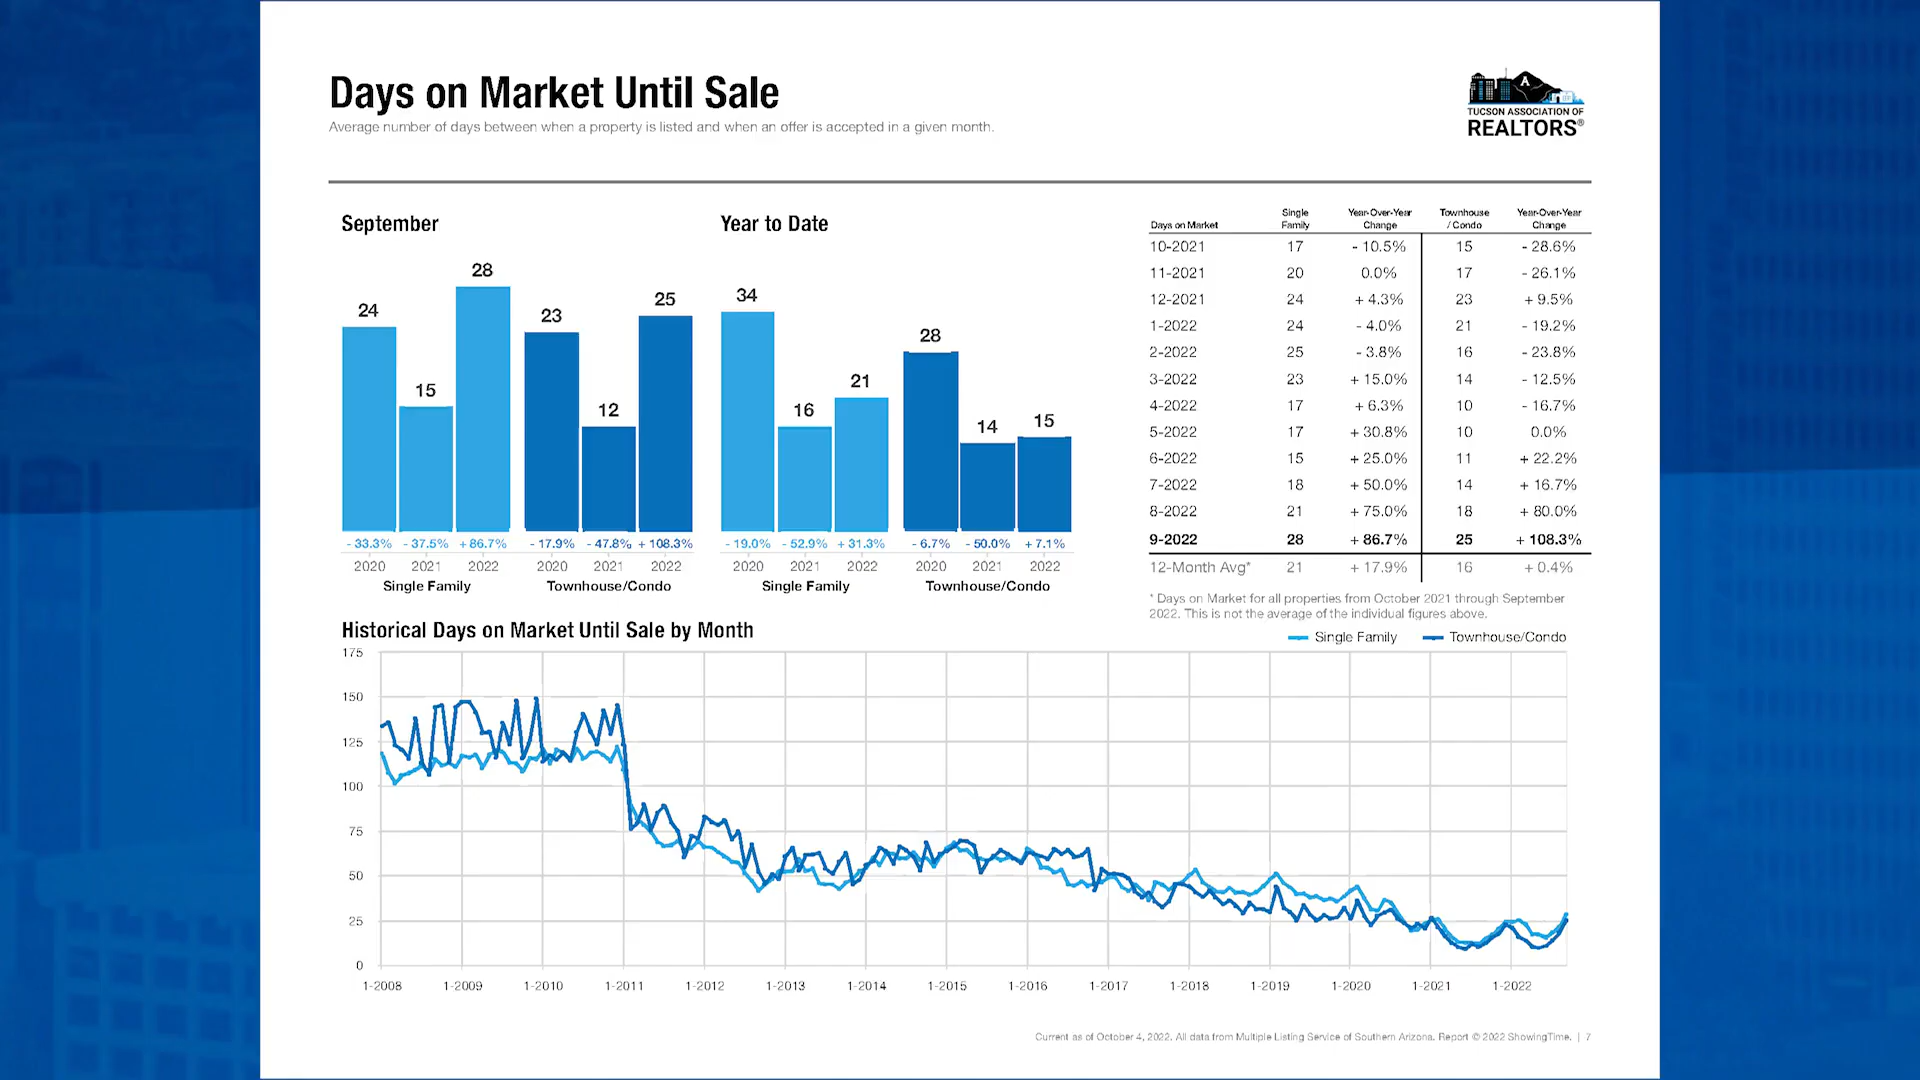 Days on Market Until Sale
Average number of days between when a property is listed and when an offer is accepted in a given month.
A
TUCSON ASSOCIATION OF
REALTORS®
September
24
15
28
23
12
25
- 33.3% - 37.5% + 86.7% - 17.9% - 47.8% + 108.3%
2020 2021 2022 2020 2021 2022
Single Family Townhouse/Condo
Year to Date
34
16
21
28
14
15
- 19.0% - 52.9% + 31.3% - 6.7% - 50.0% + 7.1%
2020 2021 2022 2020 2021 2022
Single Family Townhouse/Condo
Days on Market Single Family Year-Over-Year Change Townhouse / Condo Year-Over-Year Change
10-2021 17 - 10.5% 15 - 28.6%
11-2021 20 0.0% 17 - 26.1%
12-2021 24 + 4.3% 23 + 9.5%
1-2022 24 - 4.0% 21 - 19.2%
2-2022 25 - 3.8% 16 - 23.8%
3-2022 23 + 15.0% 14 - 12.5%
4-2022 17 + 6.3% 10 - 16.7%
5-2022 17 + 30.8% 10 0.0%
6-2022 15 + 25.0% 11 + 22.2%
7-2022 18 + 50.0% 14 + 16.7%
8-2022 21 + 75.0% 18 + 80.0%
9-2022 28 + 86.7% 25 + 108.3%
12-Month Avg* 21 + 17.9% 16 + 0.4%
* Days on Market for all properties from October 2021 through September
2022. This is not the average of the individual figures above.
Historical Days on Market Until Sale by Month
Single Family Townhouse/Condo
175
150
125
100
75
50
25
0
1-2008 1-2009 1-2010 1-2011 1-2012 1-2013 1-2014 1-2015 1-2016 1-2017 1-2018 1-2019 1-2020 1-2021 1-2022
Current as of October 4, 2022. All data from Multiple Listing Service of Southern Arizona. Report © 2022 ShowingTime. | 7